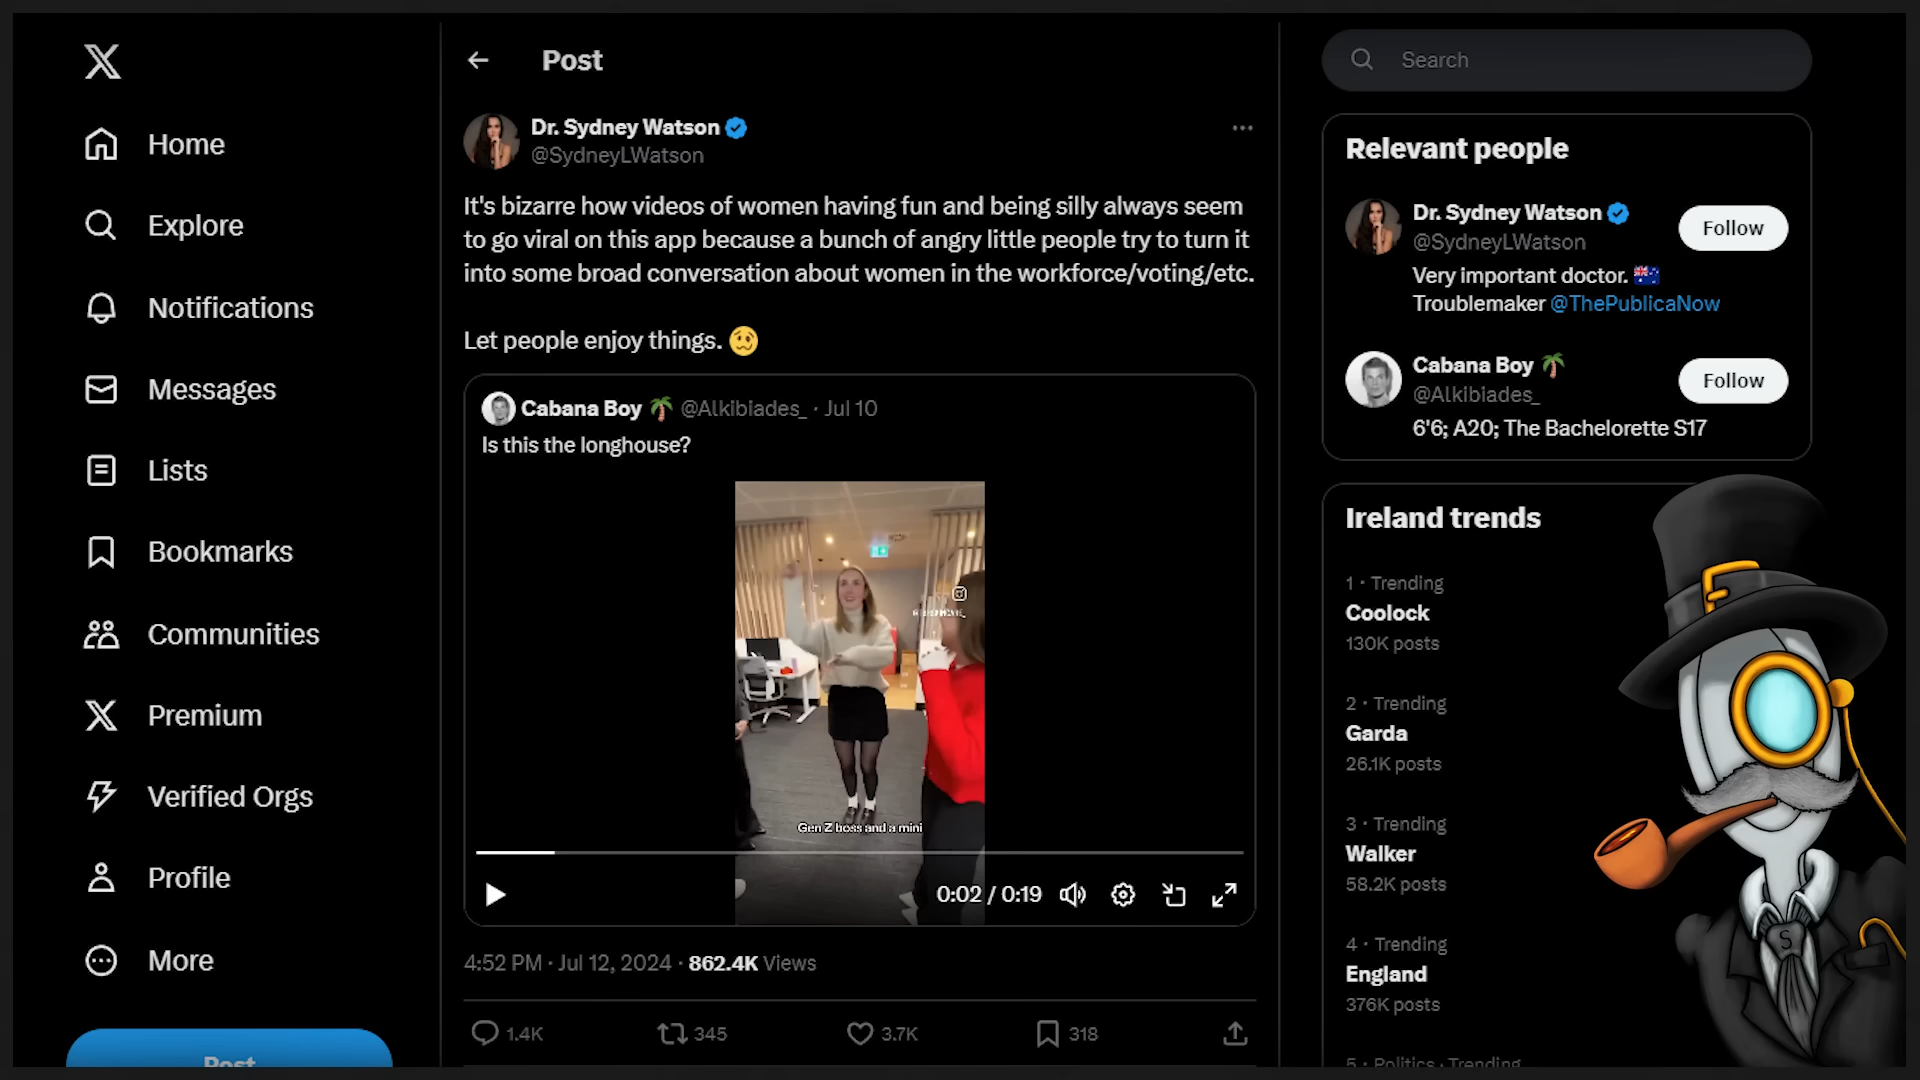 Home
Explore
Notifications
Messages
Lists
Bookmarks
Communities
Premium
Verified Orgs
Profile
More
Post
Post
Dr. Sydney Watson
@SydneyLWatson
It's bizarre how videos of women having fun and being silly always seem
to go viral on this app because a bunch of angry little people try to turn it
into some broad conversation about women in the workforce/voting/etc.
Let people enjoy things. 🥴
Cabana Boy 🌴 @Alkibiades_ · Jul 10
Is this the longhouse?
Gen Z boss and a mini
0:02 / 0:19
4:52 PM · Jul 12, 2024 · 862.4K Views
1.4K 345 3.7K 318
Search
Relevant people
Dr. Sydney Watson
@SydneyLWatson
Follow
Very important doctor. 🇦🇺
Troublemaker @ThePublicaNow
Cabana Boy 🌴
@Alkibiades_
Follow
6'6; A20; The Bachelorette S17
Ireland trends
1 · Trending
Coolock
130K posts
2 · Trending
Garda
26.1K posts
3 · Trending
Walker
58.2K posts
4 · Trending
England
376K posts
5 · Politics · Trending
S